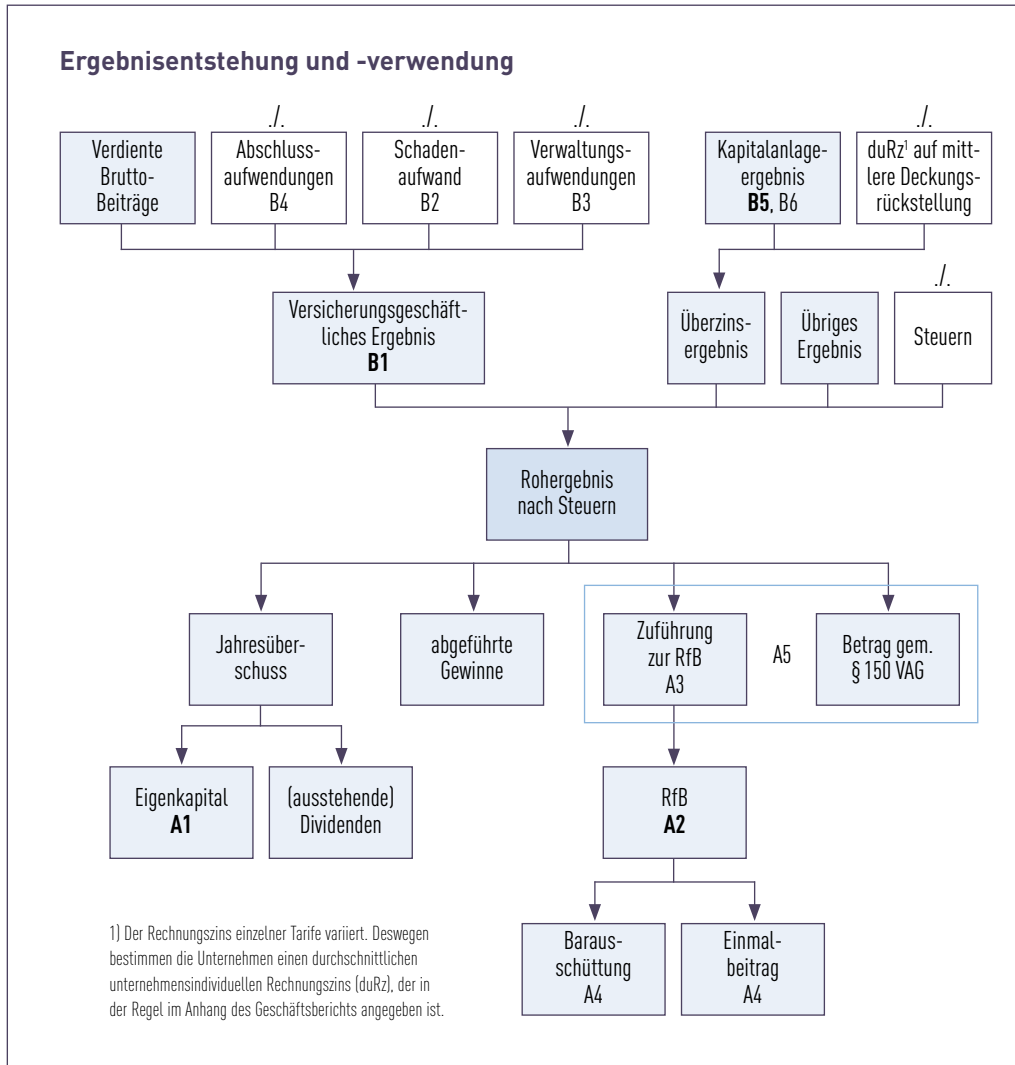 Ergebnisentstehung und -verwendung
./.
./.
./.
./.
Verdiente
Brutto-
Beiträge
Abschluss-
aufwendungen
B4
Schaden-
aufwand
B2
Verwaltungs-
aufwendungen
B3
Kapitalanlage-
ergebnis
B5, B6
duRz¹ auf mitt-
lere Deckungs-
rückstellung
./.
Versicherungsgeschäft-
liches Ergebnis
B1
Überzins-
ergebnis
Übriges
Ergebnis
Steuern
Rohergebnis
nach Steuern
Jahresüber-
schuss
abgeführte
Gewinne
Zuführung
zur RfB
A3
A5
Betrag gem.
§ 150 VAG
Eigenkapital
A1
(ausstehende)
Dividenden
RfB
A2
Baraus-
schüttung
A4
Einmal-
beitrag
A4
1) Der Rechnungszins einzelner Tarife variiert. Deswegen
bestimmen die Unternehmen einen durchschnittlichen
unternehmensindividuellen Rechnungszins (duRz), der in
der Regel im Anhang des Geschäftsberichts angegeben ist.